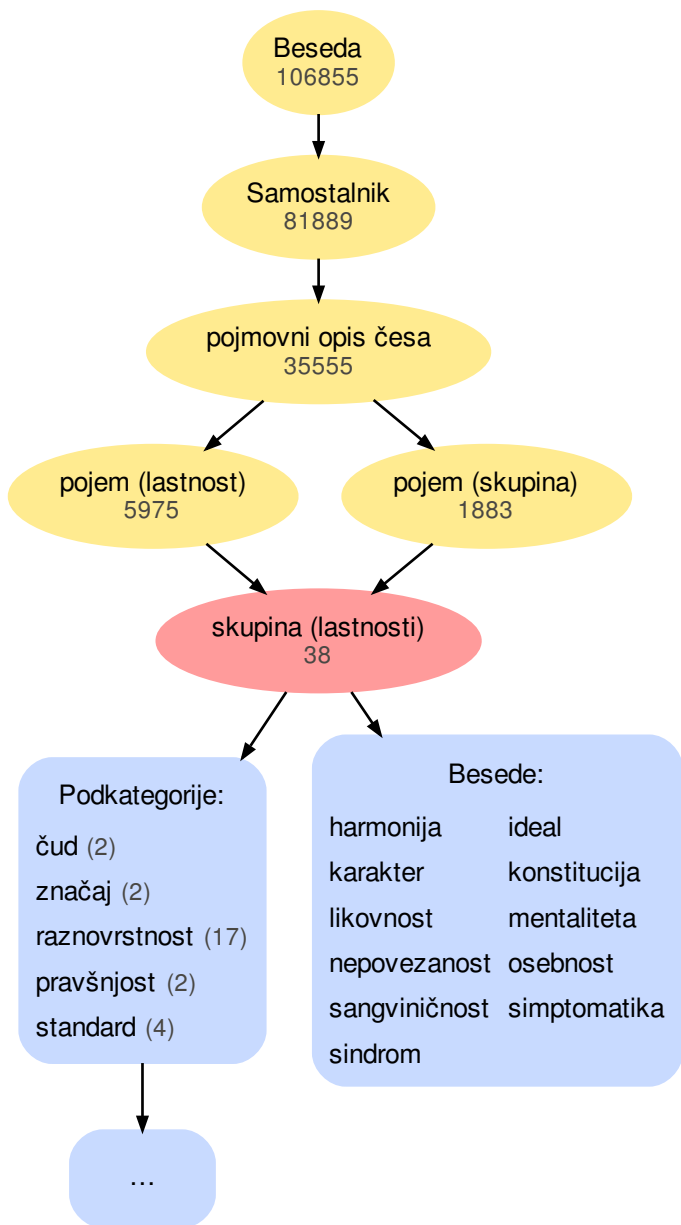 Beseda
106855
Samostalnik
81889
pojmovni opis česa
35555
pojem (lastnost)
5975
pojem (skupina)
1883
skupina (lastnosti)
38
Podkategorije:
čud (2)
značaj (2)
raznovrstnost (17)
pravšnjost (2)
standard (4)
...
Besede:
harmonija ideal
karakter konstitucija
likovnost mentaliteta
nepovezanost osebnost
sangviničnost simptomatika
sindrom